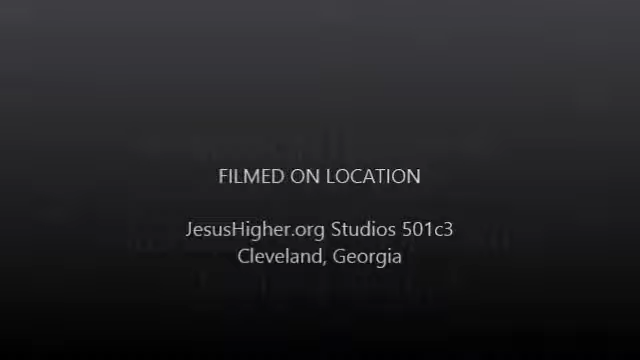 FILMED ON LOCATION
JesusHigher.org Studios 501c3
Cleveland, Georgia